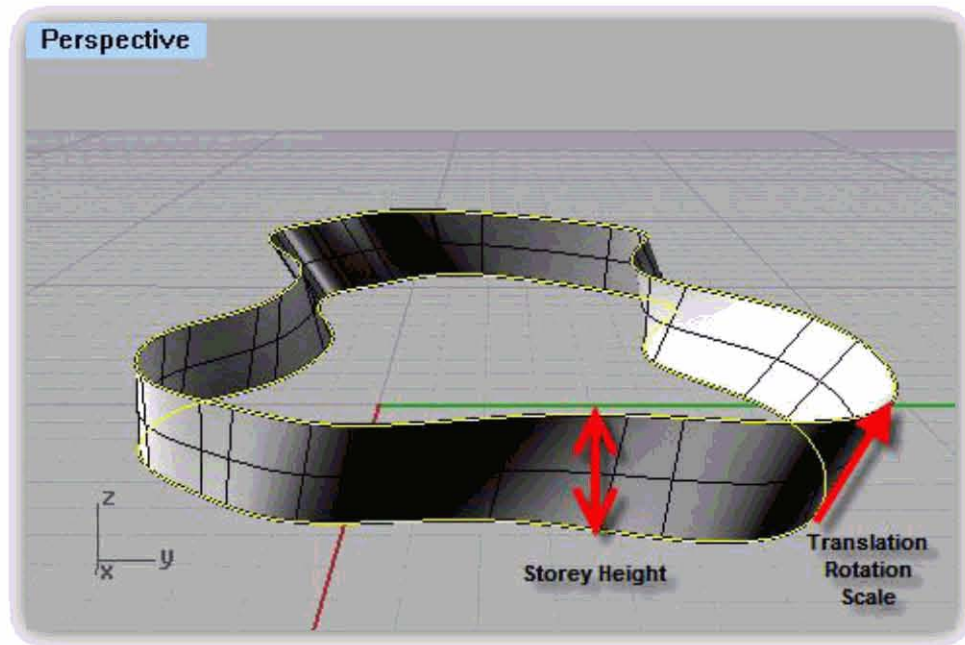 Perspective
z
y
x
Storey Height
Translation
Rotation
Scale